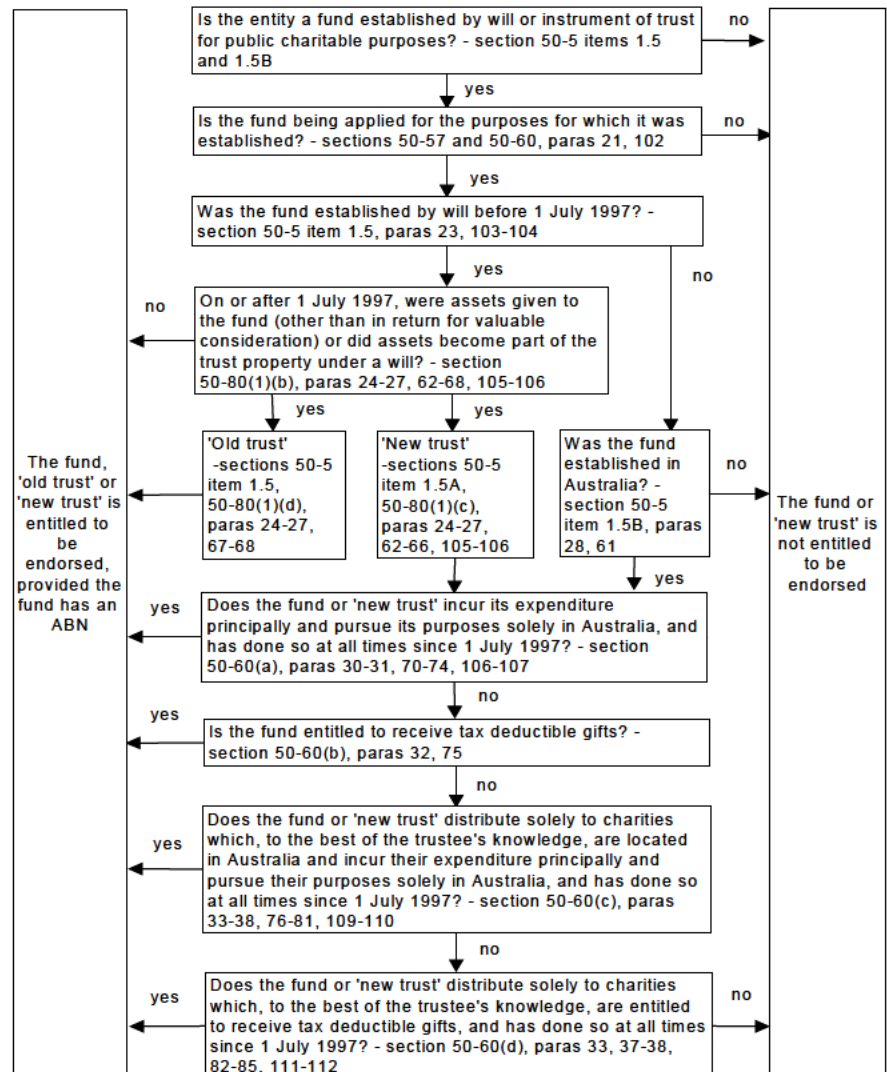 Is the entity a fund established by will or instrument of trust
for public charitable purposes? - section 50-5 items 1.5
and 1.5B
no
yes
Is the fund being applied for the purposes for which it was
established? - sections 50-57 and 50-60, paras 21, 102
no
yes
Was the fund established by will before 1 July 1997? -
section 50-5 item 1.5, paras 23, 103-104
yes
no
no
On or after 1 July 1997, were assets given to
the fund (other than in return for valuable
consideration) or did assets become part of the
trust property under a will? - section
50-80(1)(b), paras 24-27, 62-68, 105-106
yes
yes
'Old trust'
-sections 50-5
item 1.5,
50-80(1)(d),
paras 24-27,
67-68
'New trust'
-sections 50-5
item 1.5A,
50-80(1)(c),
paras 24-27,
62-66, 105-106
Was the fund
established in
Australia? -
section 50-5
item 1.5B, paras
28, 61
no
yes
The fund,
'old trust' or
'new trust' is
entitled to
be
endorsed,
provided the
fund has an
ABN
The fund or
'new trust' is
not entitled
to be
endorsed
yes
Does the fund or 'new trust' incur its expenditure
principally and pursue its purposes solely in Australia, and
has done so at all times since 1 July 1997? - section
50-60(a), paras 30-31, 70-74, 106-107
no
yes
Is the fund entitled to receive tax deductible gifts? -
section 50-60(b), paras 32, 75
no
yes
Does the fund or 'new trust' distribute solely to charities
which, to the best of the trustee's knowledge, are located
in Australia and incur their expenditure principally and
pursue their purposes solely in Australia, and has done so
at all times since 1 July 1997? - section 50-60(c), paras
33-38, 76-81, 109-110
no
yes
Does the fund or 'new trust' distribute solely to charities
which, to the best of the trustee's knowledge, are entitled
to receive tax deductible gifts, and has done so at all times
since 1 July 1997? - section 50-60(d), paras 33, 37-38,
82-85, 111-112
no